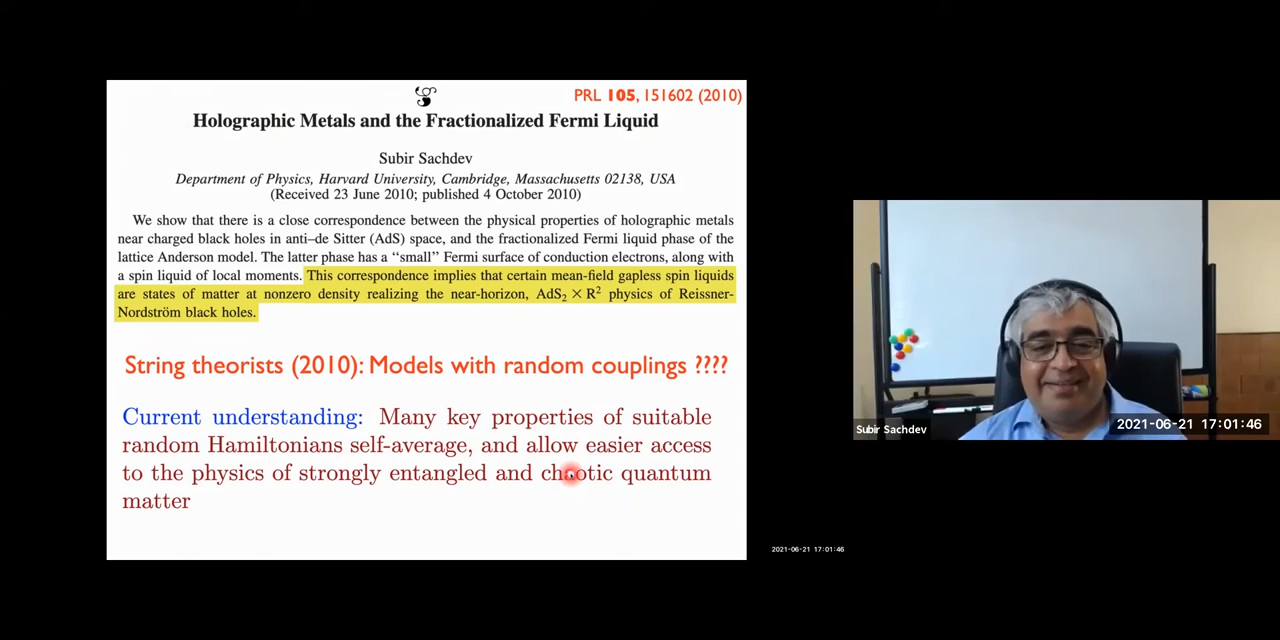 PRL 105, 151602 (2010)
Holographic Metals and the Fractionalized Fermi Liquid
Subir Sachdev
Department of Physics, Harvard University, Cambridge, Massachusetts 02138, USA
(Received 23 June 2010; published 4 October 2010)
We show that there is a close correspondence between the physical properties of holographic metals
near charged black holes in anti–de Sitter (AdS) space, and the fractionalized Fermi liquid phase of the
lattice Anderson model. The latter phase has a ‘‘small’’ Fermi surface of conduction electrons, along with
a spin liquid of local moments. This correspondence implies that certain mean-field gapless spin liquids
are states of matter at nonzero density realizing the near-horizon, AdS₂ × R² physics of Reissner-
Nordström black holes.
String theorists (2010): Models with random couplings ????
Current understanding: Many key properties of suitable
random Hamiltonians self-average, and allow easier access
to the physics of strongly entangled and chaotic quantum
matter
Subir Sachdev
2021-06-21 17:01:46
2021-06-21 17:01:46